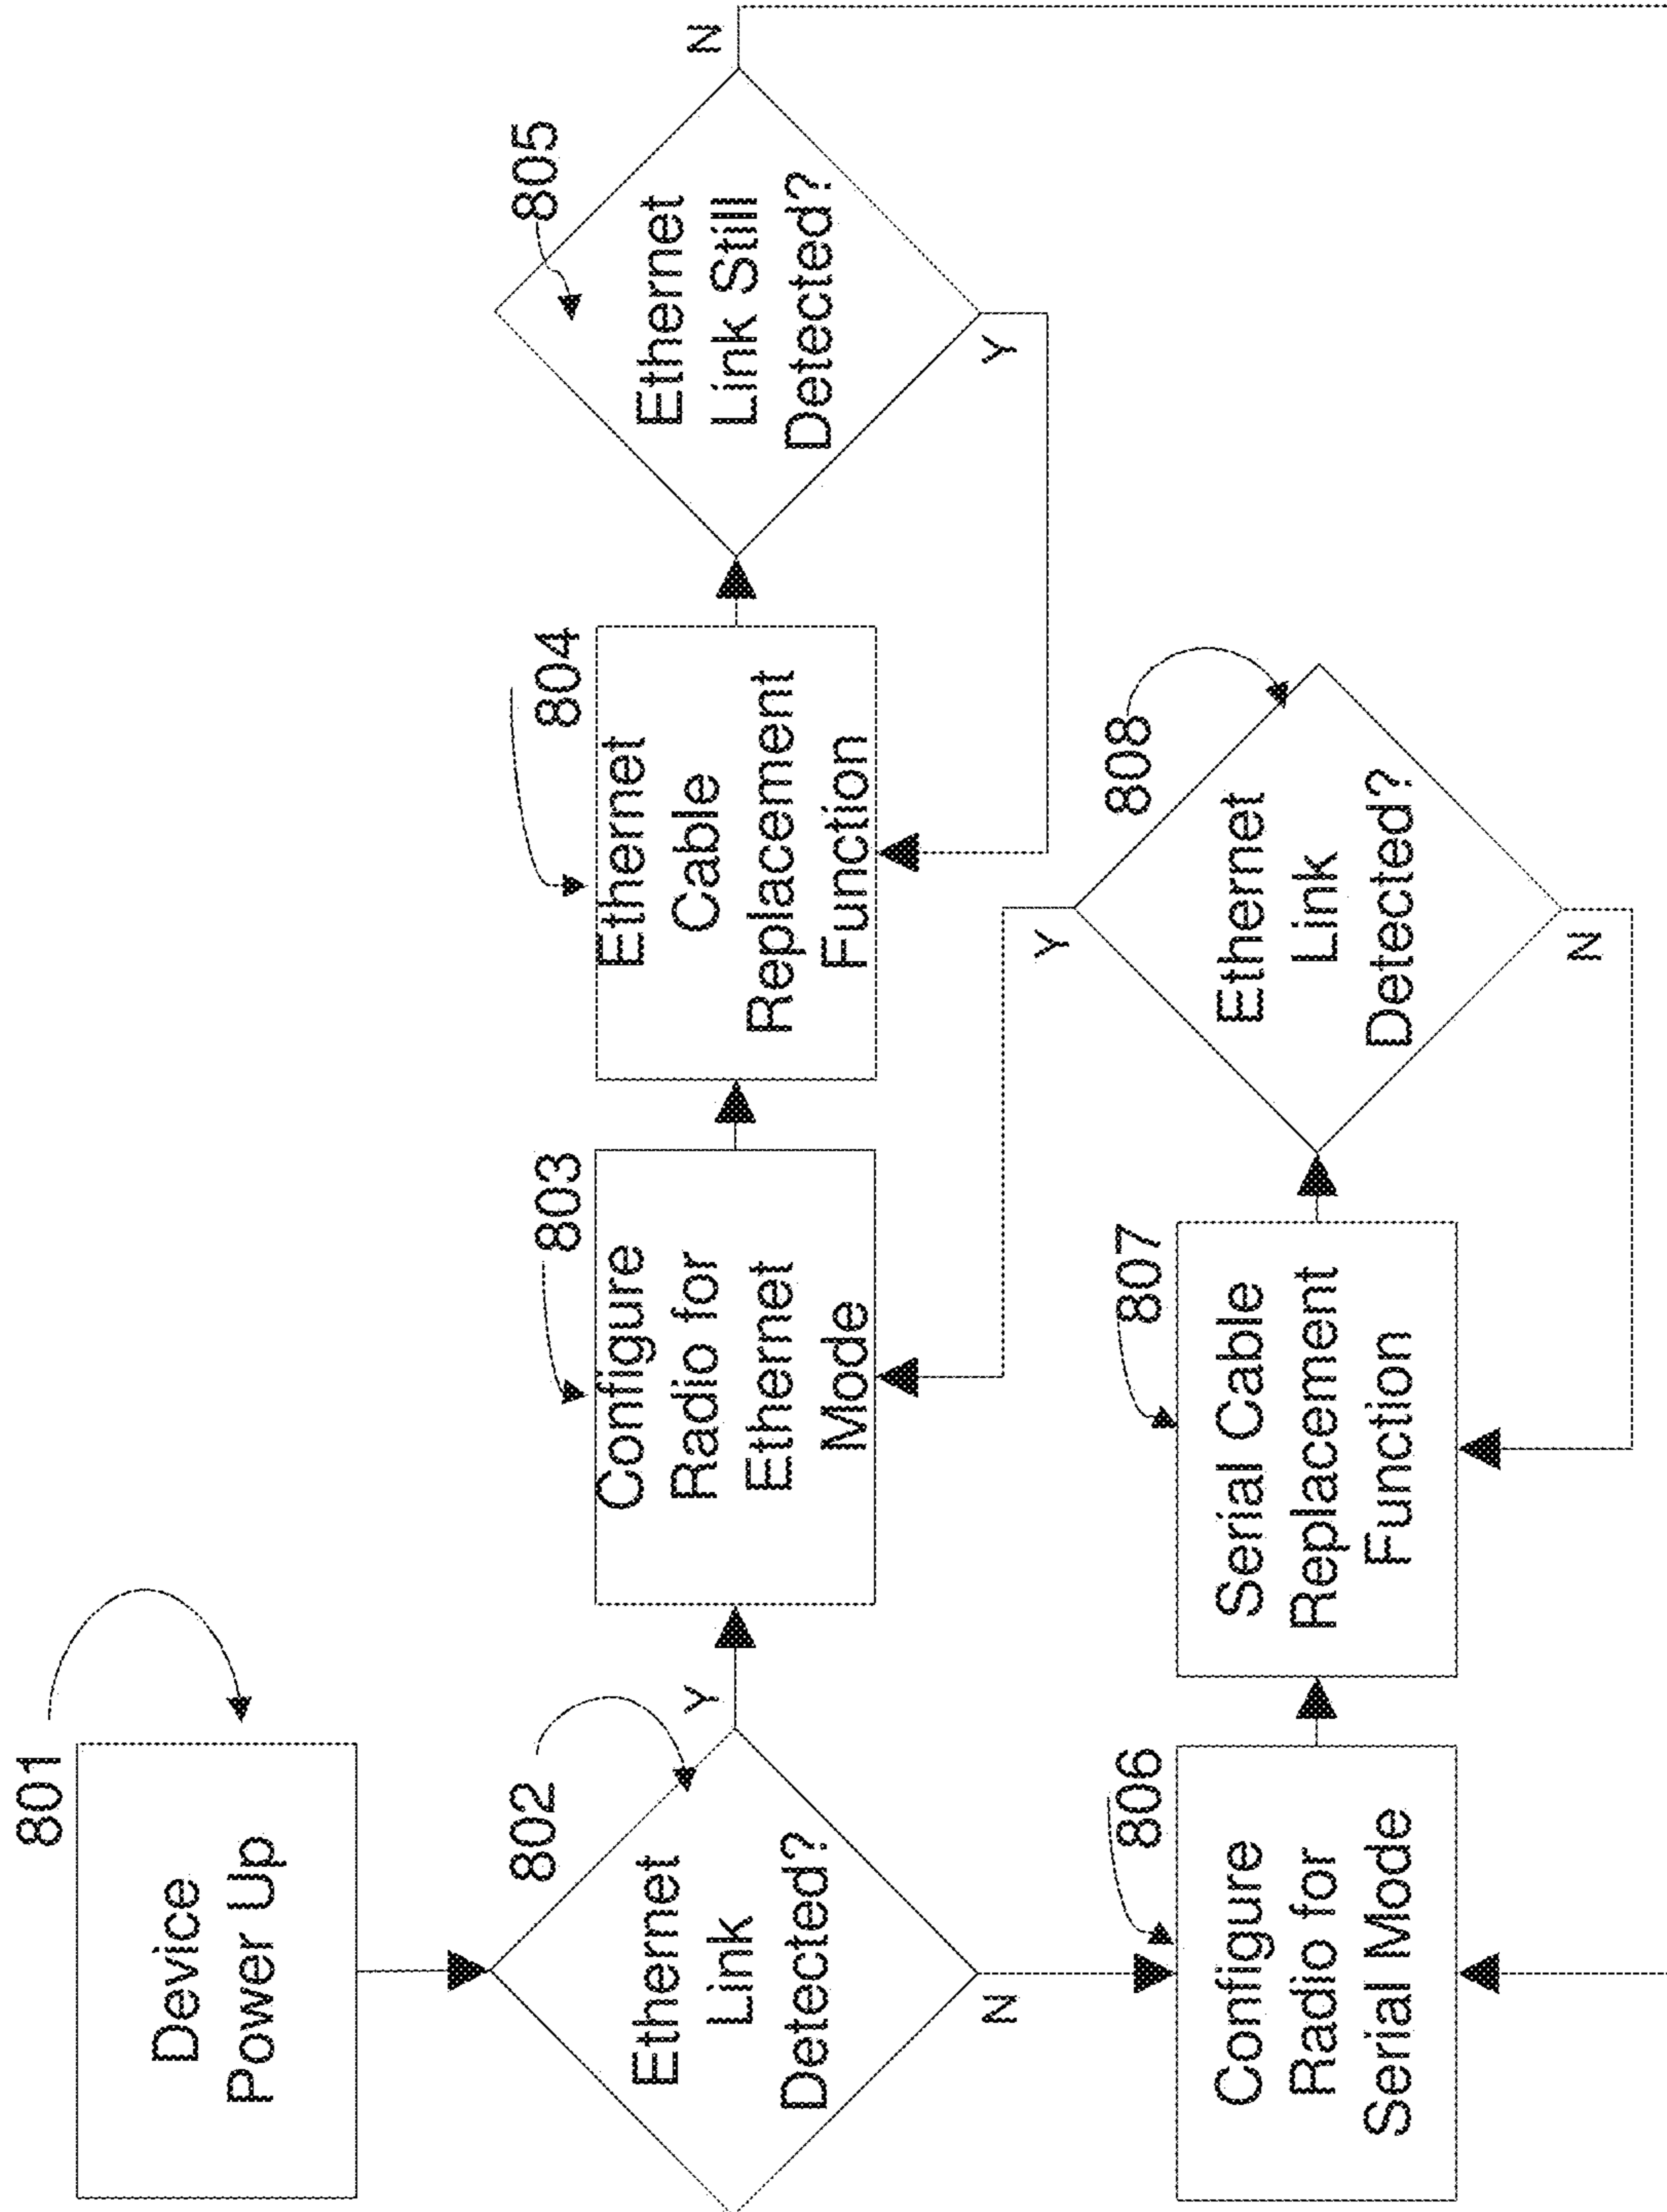 801
Device
Power Up
802
Ethernet
Link
Detected?
Y
N
803
Configure
Radio for
Ethernet
Mode
804
Ethernet
Cable
Replacement
Function
805
Ethernet
Link Still
Detected?
N
Y
806
Configure
Radio for
Serial Mode
807
Serial Cable
Replacement
Function
808
Ethernet
Link
Detected?
Y
N